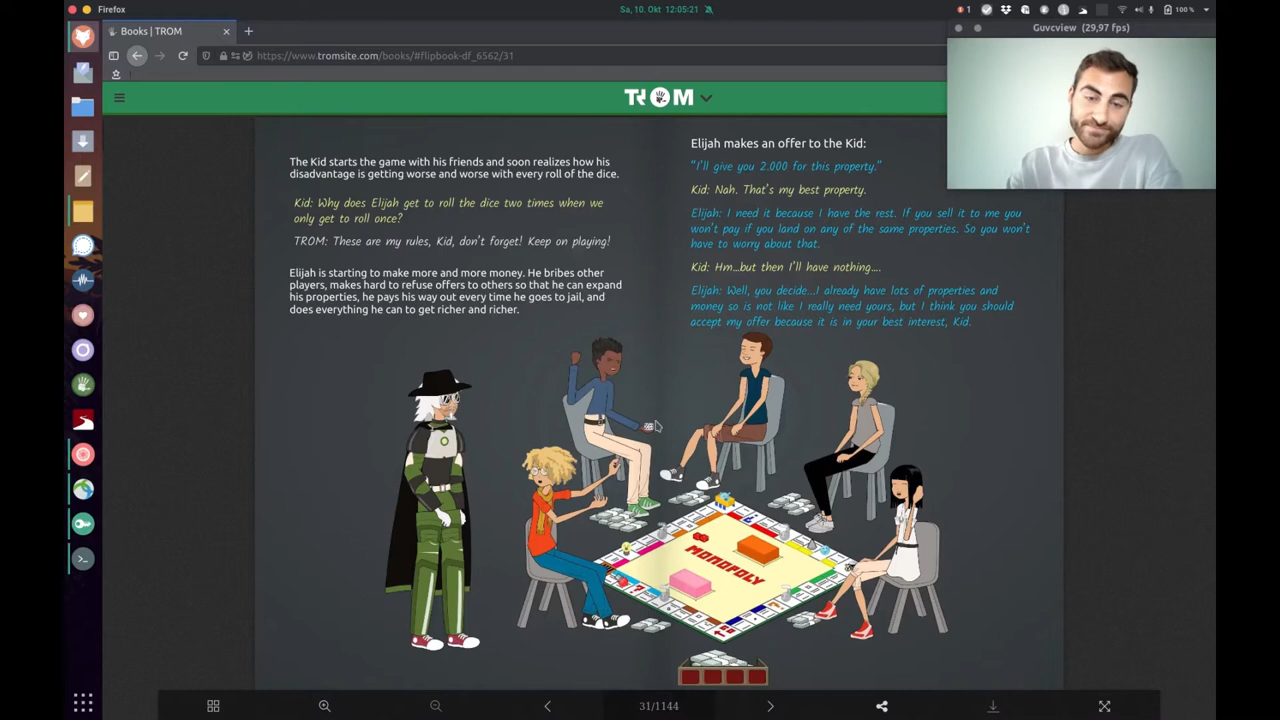 Firefox
Sa, 10. Okt 12:05:21
1
100 %
Guvcview (29,97 fps)
Books | TROM
https://www.tromsite.com/books/#flipbook-df_6562/31
TROM
The Kid starts the game with his friends and soon realizes how his
disadvantage is getting worse and worse with every roll of the dice.
Kid: Why does Elijah get to roll the dice two times when we
only get to roll once?
TROM: These are my rules, Kid, don't forget! Keep on playing!
Elijah is starting to make more and more money. He bribes other
players, makes hard to refuse offers to others so that he can expand
his properties, he pays his way out every time he goes to jail, and
does everything he can to get richer and richer.
Elijah makes an offer to the Kid:
"I'll give you 2.000 for this property."
Kid: Nah. That's my best property.
Elijah: I need it because I have the rest. If you sell it to me you
won't pay if you land on any of the same properties. So you won't
have to worry about that.
Kid: Hm...but then I'll have nothing....
Elijah: Well, you decide...I already have lots of properties and
money so is not like I really need yours, but I think you should
accept my offer because it is in your best interest, Kid.
MONOPOLY
31/1144